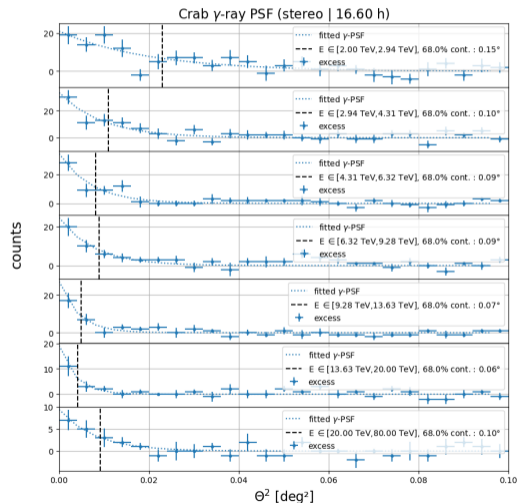 Crab γ-ray PSF (stereo | 16.60 h)
20
0
fitted γ-PSF
E ∈ [2.00 TeV,2.94 TeV], 68.0% cont. : 0.15°
excess
20
0
fitted γ-PSF
E ∈ [2.94 TeV,4.31 TeV], 68.0% cont. : 0.10°
excess
20
0
fitted γ-PSF
E ∈ [4.31 TeV,6.32 TeV], 68.0% cont. : 0.09°
excess
20
0
fitted γ-PSF
E ∈ [6.32 TeV,9.28 TeV], 68.0% cont. : 0.09°
excess
20
0
fitted γ-PSF
E ∈ [9.28 TeV,13.63 TeV], 68.0% cont. : 0.07°
excess
20
10
0
fitted γ-PSF
E ∈ [13.63 TeV,20.00 TeV], 68.0% cont. : 0.06°
excess
10
5
0
fitted γ-PSF
E ∈ [20.00 TeV,80.00 TeV], 68.0% cont. : 0.10°
excess
counts
0.00 0.02 0.04 0.06 0.08 0.10
Θ² [deg²]